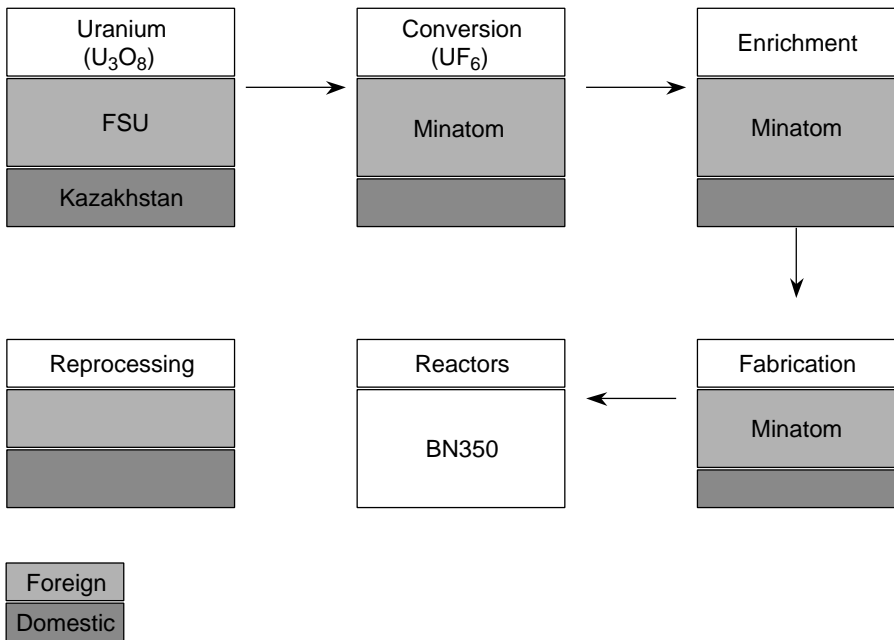 Uranium
(U₃O₈)
FSU
Kazakhstan
Conversion
(UF₆)
Minatom
Enrichment
Minatom
Reprocessing
Reactors
BN350
Fabrication
Minatom
Foreign
Domestic